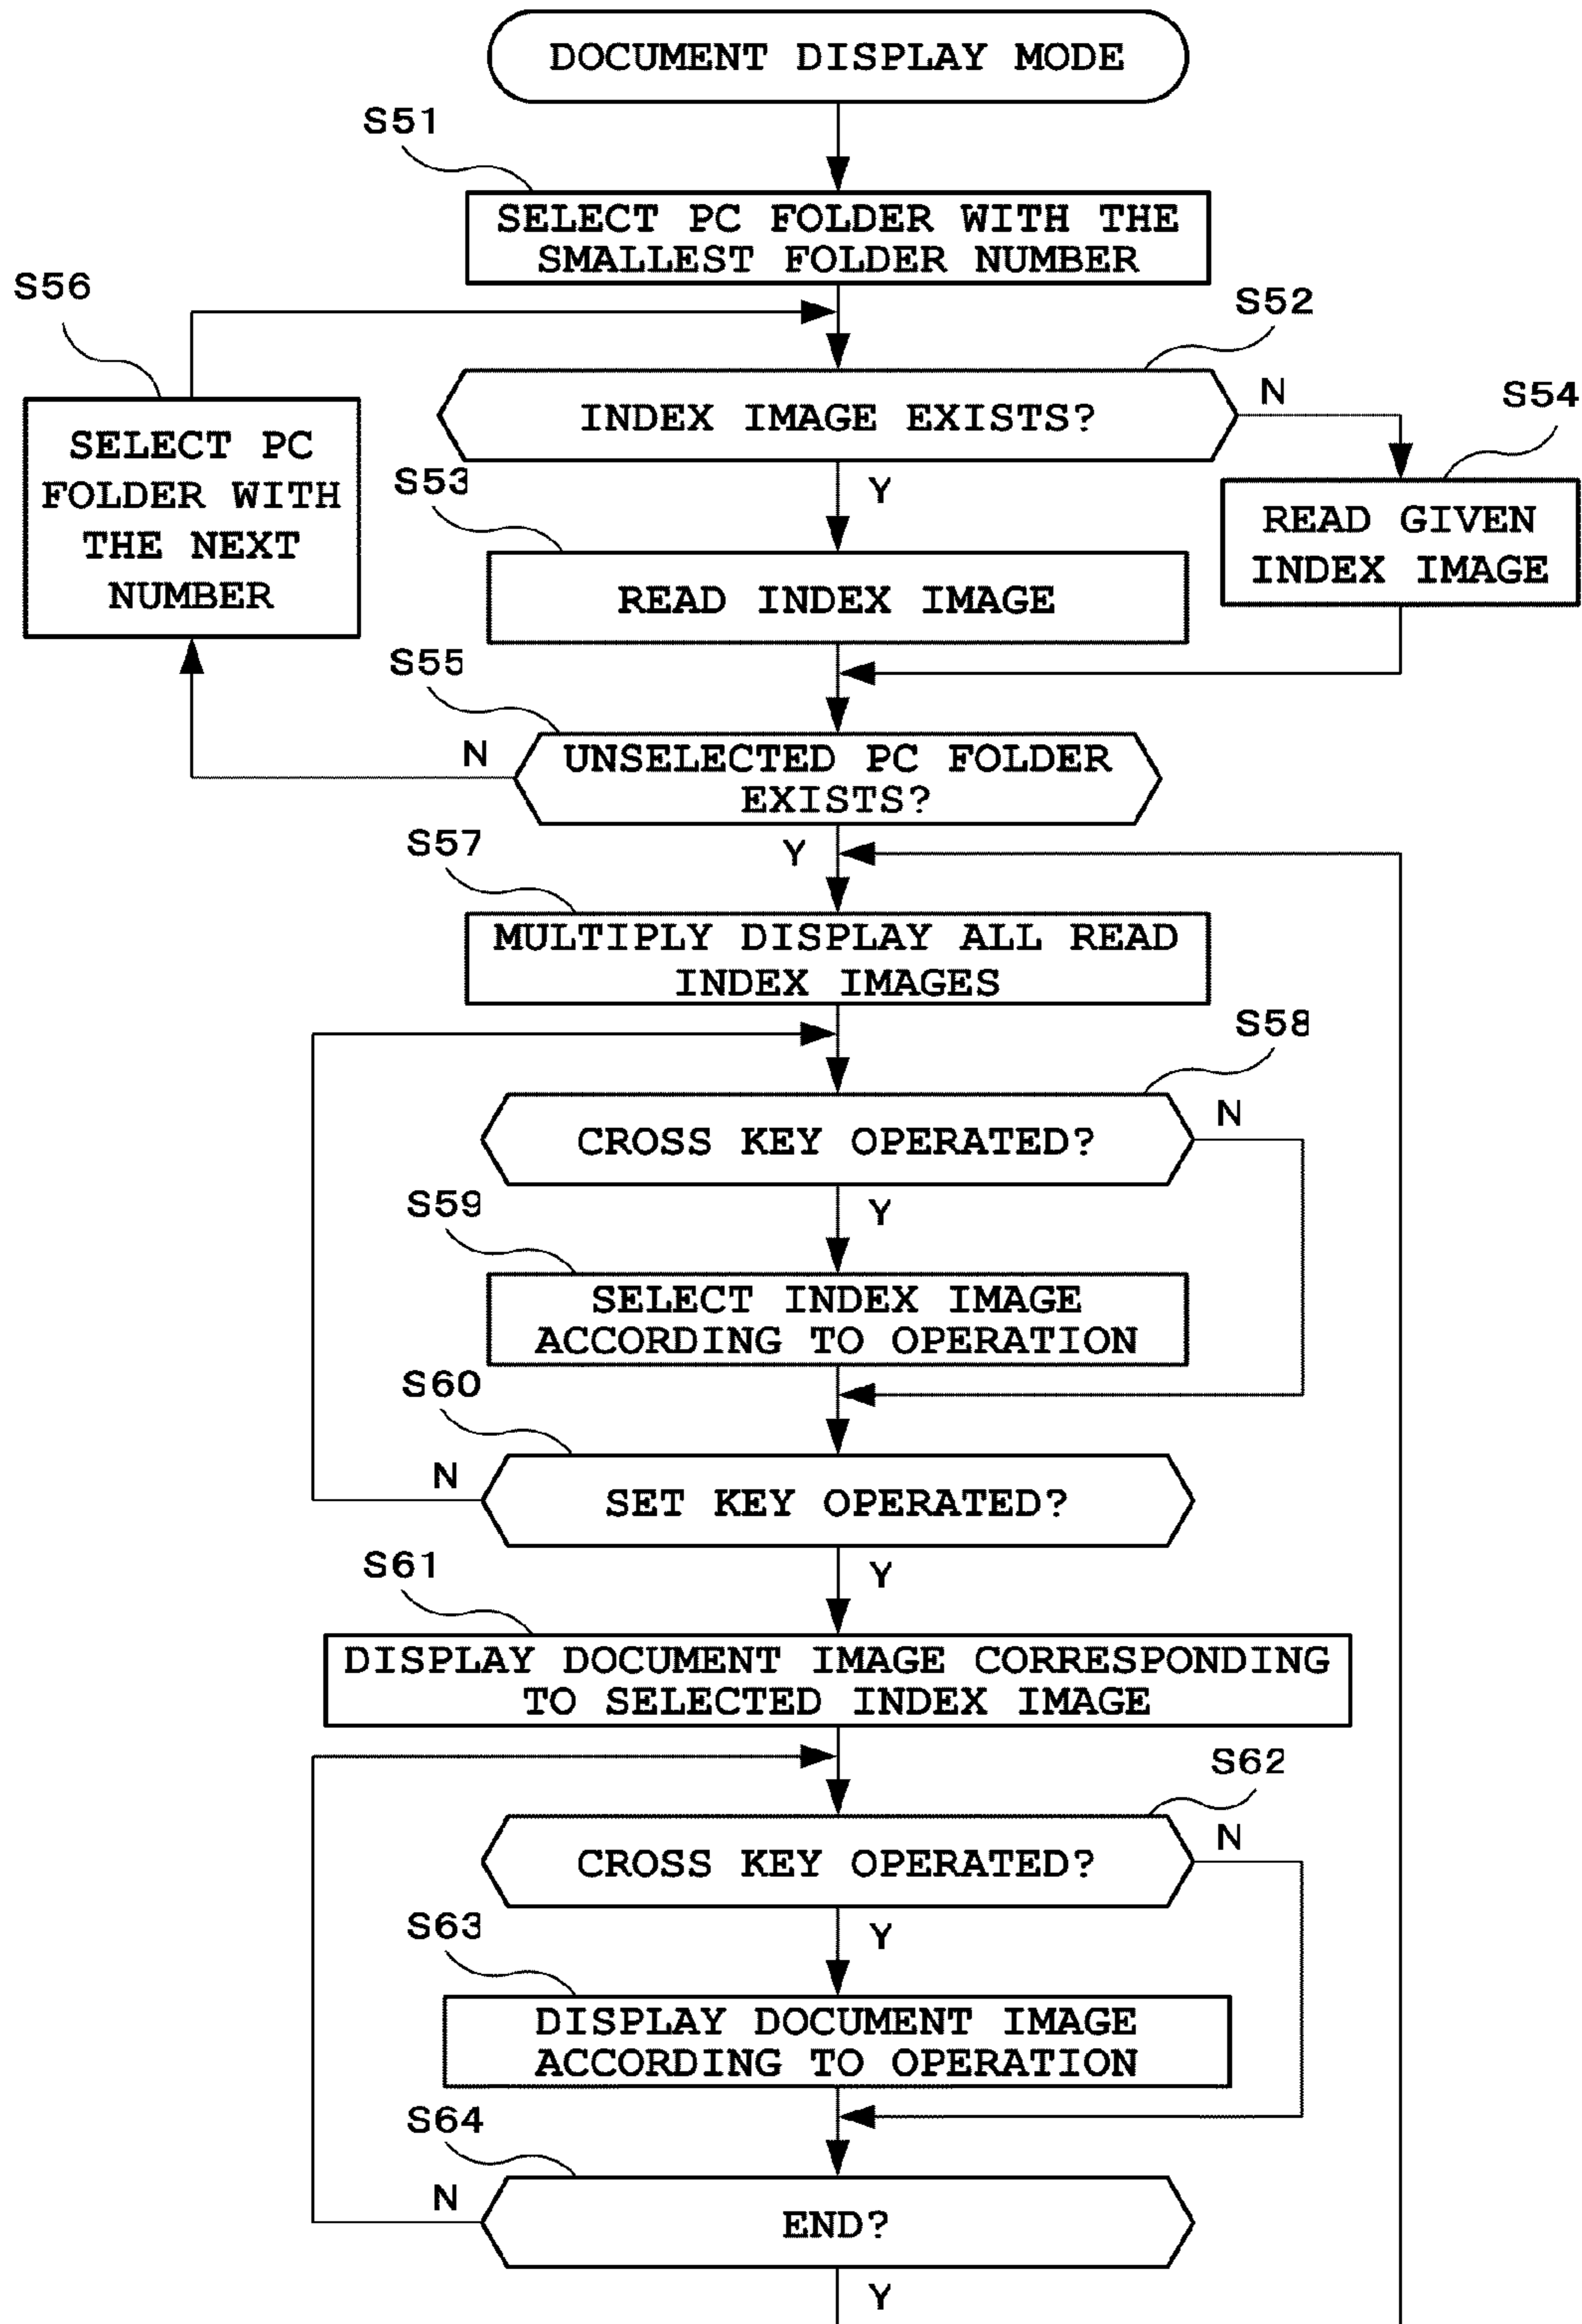 DOCUMENT DISPLAY MODE
S51
SELECT PC FOLDER WITH THE
SMALLEST FOLDER NUMBER
S56
S52
INDEX IMAGE EXISTS?
N
S54
SELECT PC
FOLDER WITH
THE NEXT
NUMBER
S53
Y
READ GIVEN
INDEX IMAGE
READ INDEX IMAGE
S55
N
UNSELECTED PC FOLDER
EXISTS?
S57
Y
MULTIPLY DISPLAY ALL READ
INDEX IMAGES
S58
CROSS KEY OPERATED?
N
S59
Y
SELECT INDEX IMAGE
ACCORDING TO OPERATION
S60
N
SET KEY OPERATED?
S61
Y
DISPLAY DOCUMENT IMAGE CORRESPONDING
TO SELECTED INDEX IMAGE
S62
CROSS KEY OPERATED?
N
S63
Y
DISPLAY DOCUMENT IMAGE
ACCORDING TO OPERATION
S64
N
END?
Y